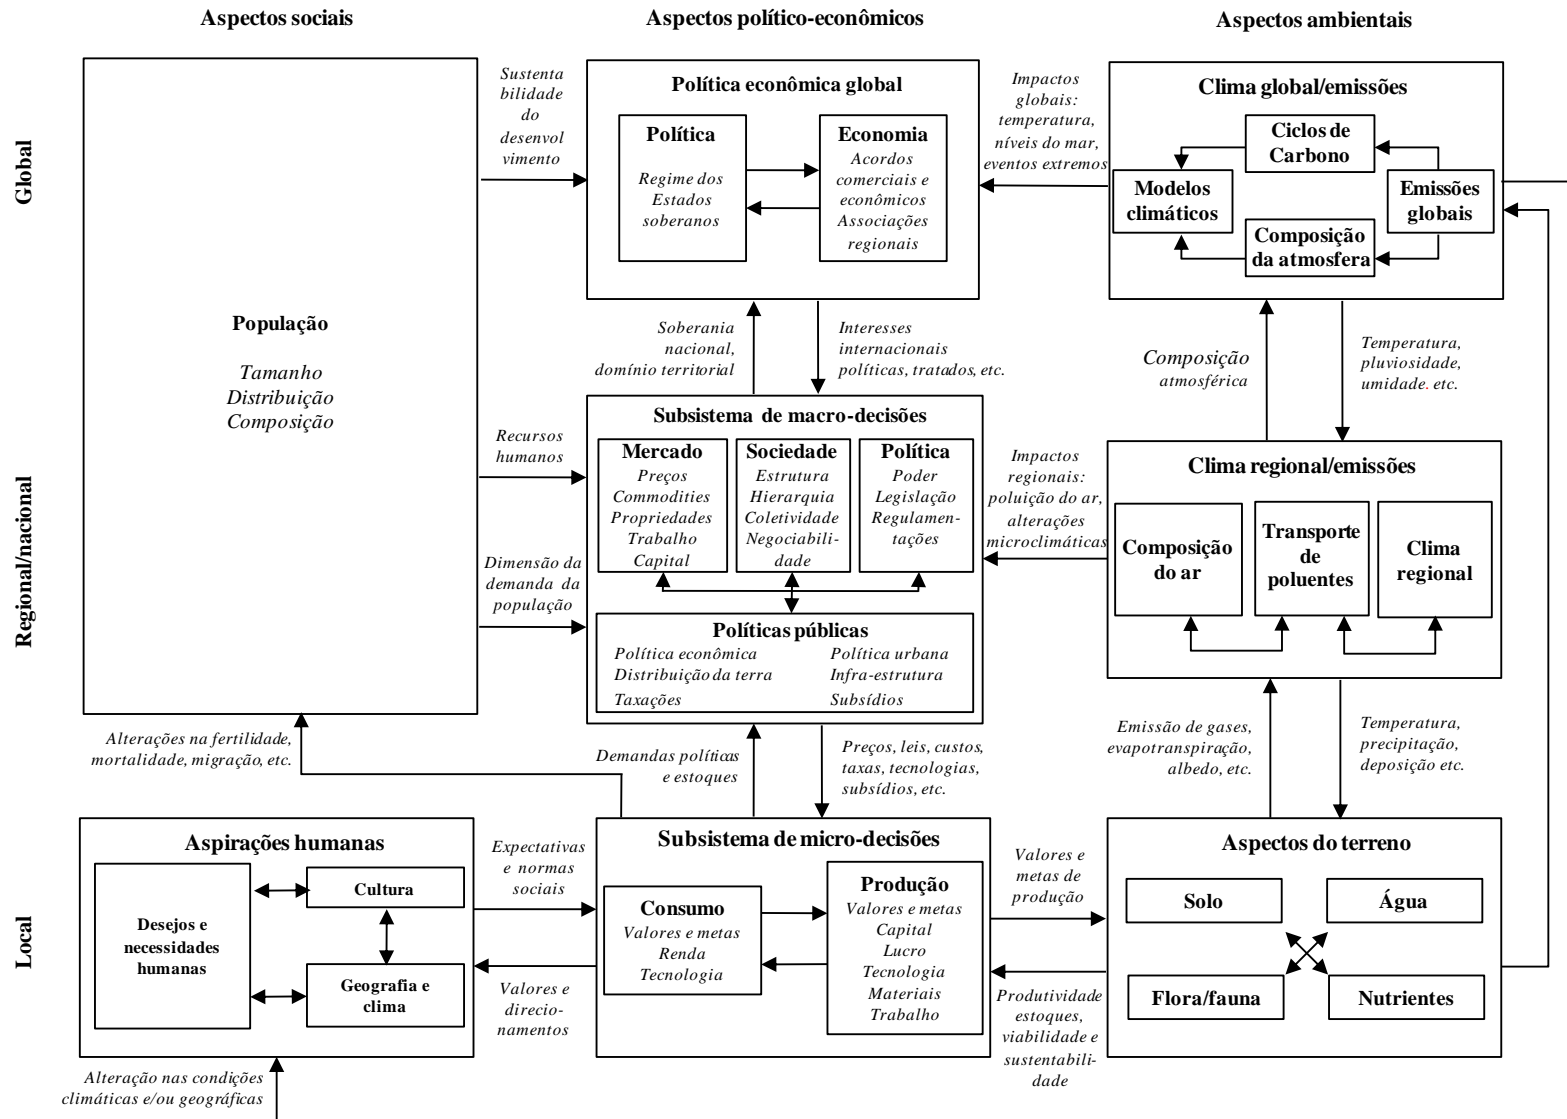 Aspectos sociais
Aspectos político-econômicos
Aspectos ambientais
Global
Regional/nacional
Local
População
Tamanho
Distribuição
Composição
Sustenta
bilidade
do
desenvol
vimento
Política econômica global
Política
Regime dos
Estados
soberanos
Economia
Acordos
comerciais e
econômicos
Associações
regionais
Impactos
globais:
temperatura,
níveis do mar,
eventos extremos
Clima global/emissões
Ciclos de
Carbono
Modelos
climáticos
Emissões
globais
Composição
da atmosfera
Soberania
nacional,
domínio territorial
Interesses
internacionais
políticas, tratados, etc.
Composição
atmosférica
Temperatura,
pluviosidade,
umidade. etc.
Recursos
humanos
Dimensão da
demanda da
população
Subsistema de macro-decisões
Mercado
Preços
Commodities
Propriedades
Trabalho
Capital
Sociedade
Estrutura
Hierarquia
Coletividade
Negociabili-
dade
Política
Poder
Legislação
Regulamen-
tações
Políticas públicas
Política econômica
Distribuição da terra
Taxações
Política urbana
Infra-estrutura
Subsídios
Impactos
regionais:
poluição do ar,
alterações
microclimáticas
Clima regional/emissões
Composição
do ar
Transporte
de
poluentes
Clima
regional
Alterações na fertilidade,
mortalidade, migração, etc.
Demandas políticas
e estoques
Preços, leis, custos,
taxas, tecnologias,
subsídios, etc.
Emissão de gases,
evapotranspiração,
albedo, etc.
Temperatura,
precipitação,
deposição etc.
Aspirações humanas
Desejos e
necessidades
humanas
Cultura
Geografia e
clima
Expectativas
e normas
sociais
Valores e
direcio-
namentos
Subsistema de micro-decisões
Consumo
Valores e metas
Renda
Tecnologia
Produção
Valores e metas
Capital
Lucro
Tecnologia
Materiais
Trabalho
Valores e
metas de
produção
Produtividade
estoques,
viabilidade e
sustentabili-
dade
Aspectos do terreno
Solo
Água
Flora/fauna
Nutrientes
Alteração nas condições
climáticas e/ou geográficas